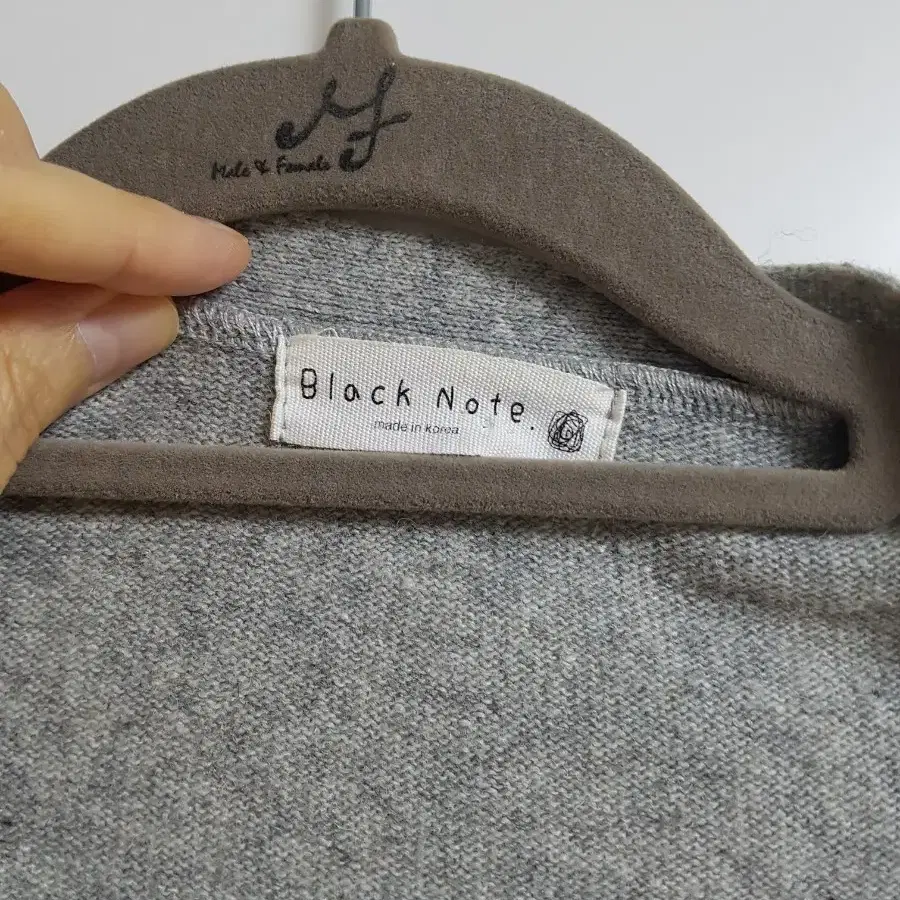 Mf
Male & Female
Black Note.
made in korea